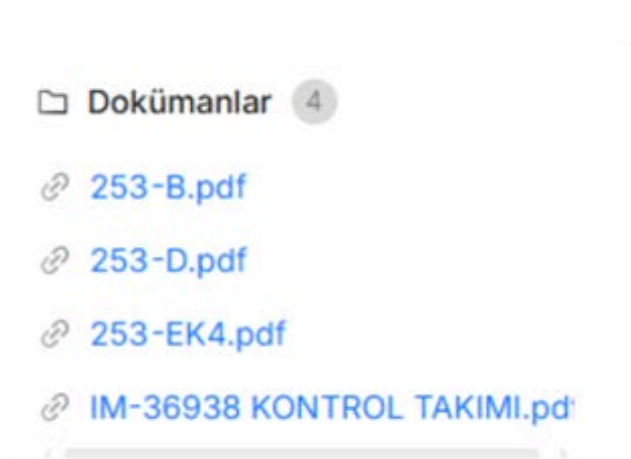 Dokümanlar 4
253-B.pdf
253-D.pdf
253-EK4.pdf
IM-36938 KONTROL TAKIMI.pd